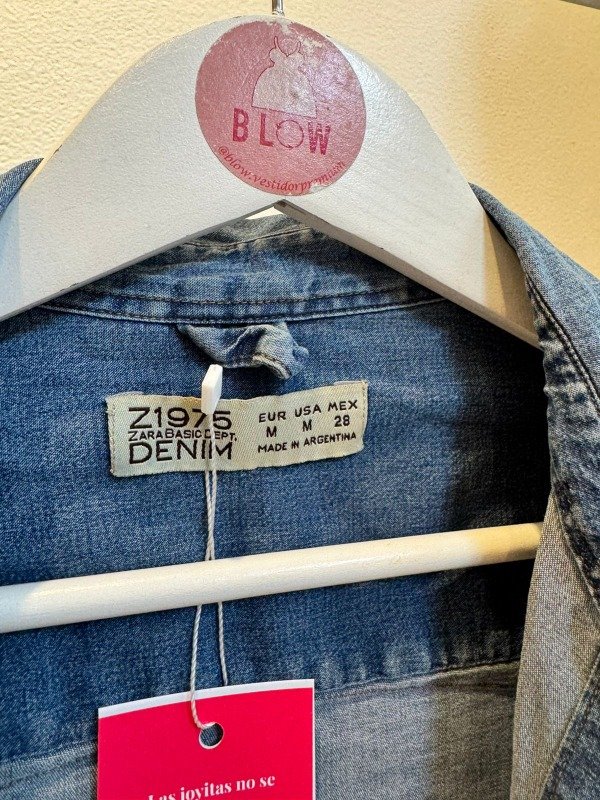 BLOW
@blow.vestidorpremium
Z1975
ZARA BASIC DEPT.
DENIM
EUR USA MEX
M M 28
MADE IN ARGENTINA
Las joyitas no se